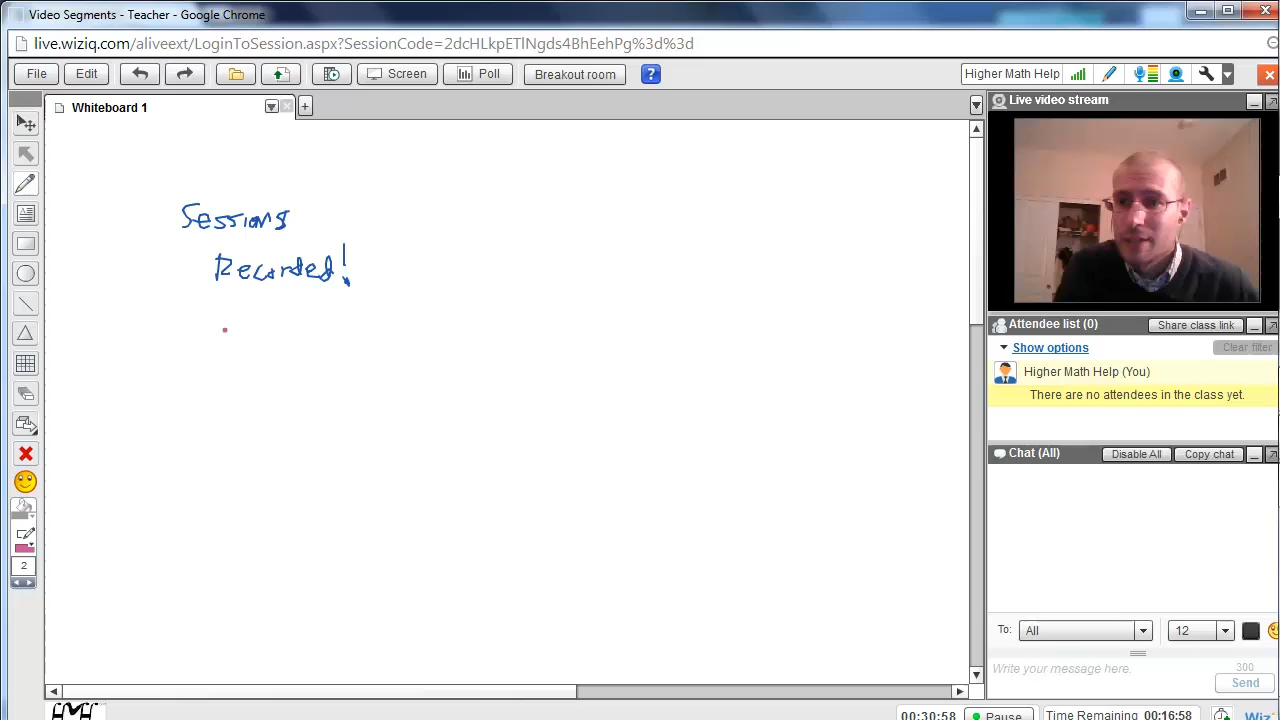 Video Segments - Teacher - Google Chrome
live.wiziq.com/aliveext/LoginToSession.aspx?SessionCode=2dcHLkpETlNgds4BhEehPg%3d%3d
File Edit Screen Poll Breakout room ? Higher Math Help
Whiteboard 1
+
Live video stream
Sessions
Recorded!
Attendee list (0) Share class link
Show options Clear filter
Higher Math Help (You)
There are no attendees in the class yet.
Chat (All) Disable All Copy chat
2
To: All 12
Write your message here. 300
Send
HMH 00:30:58 Pause Time Remaining 00:16:58 Wiz